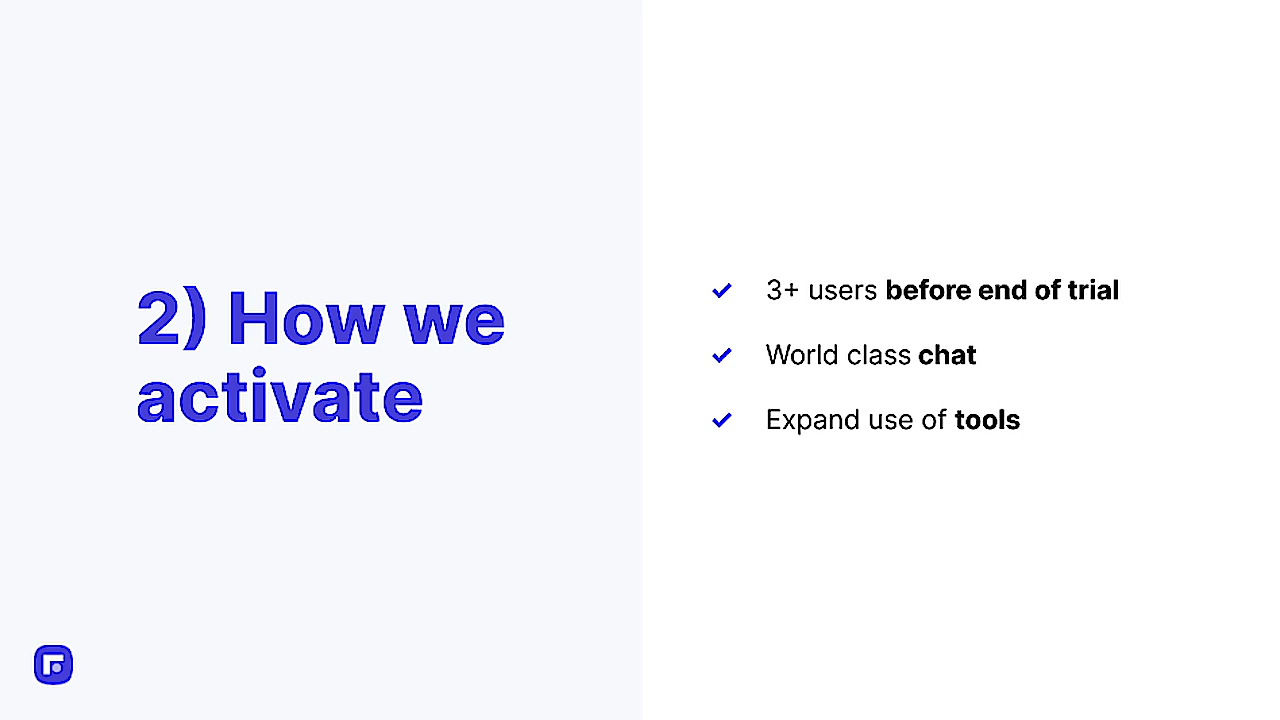 2) How we
activate
3+ users before end of trial
World class chat
Expand use of tools